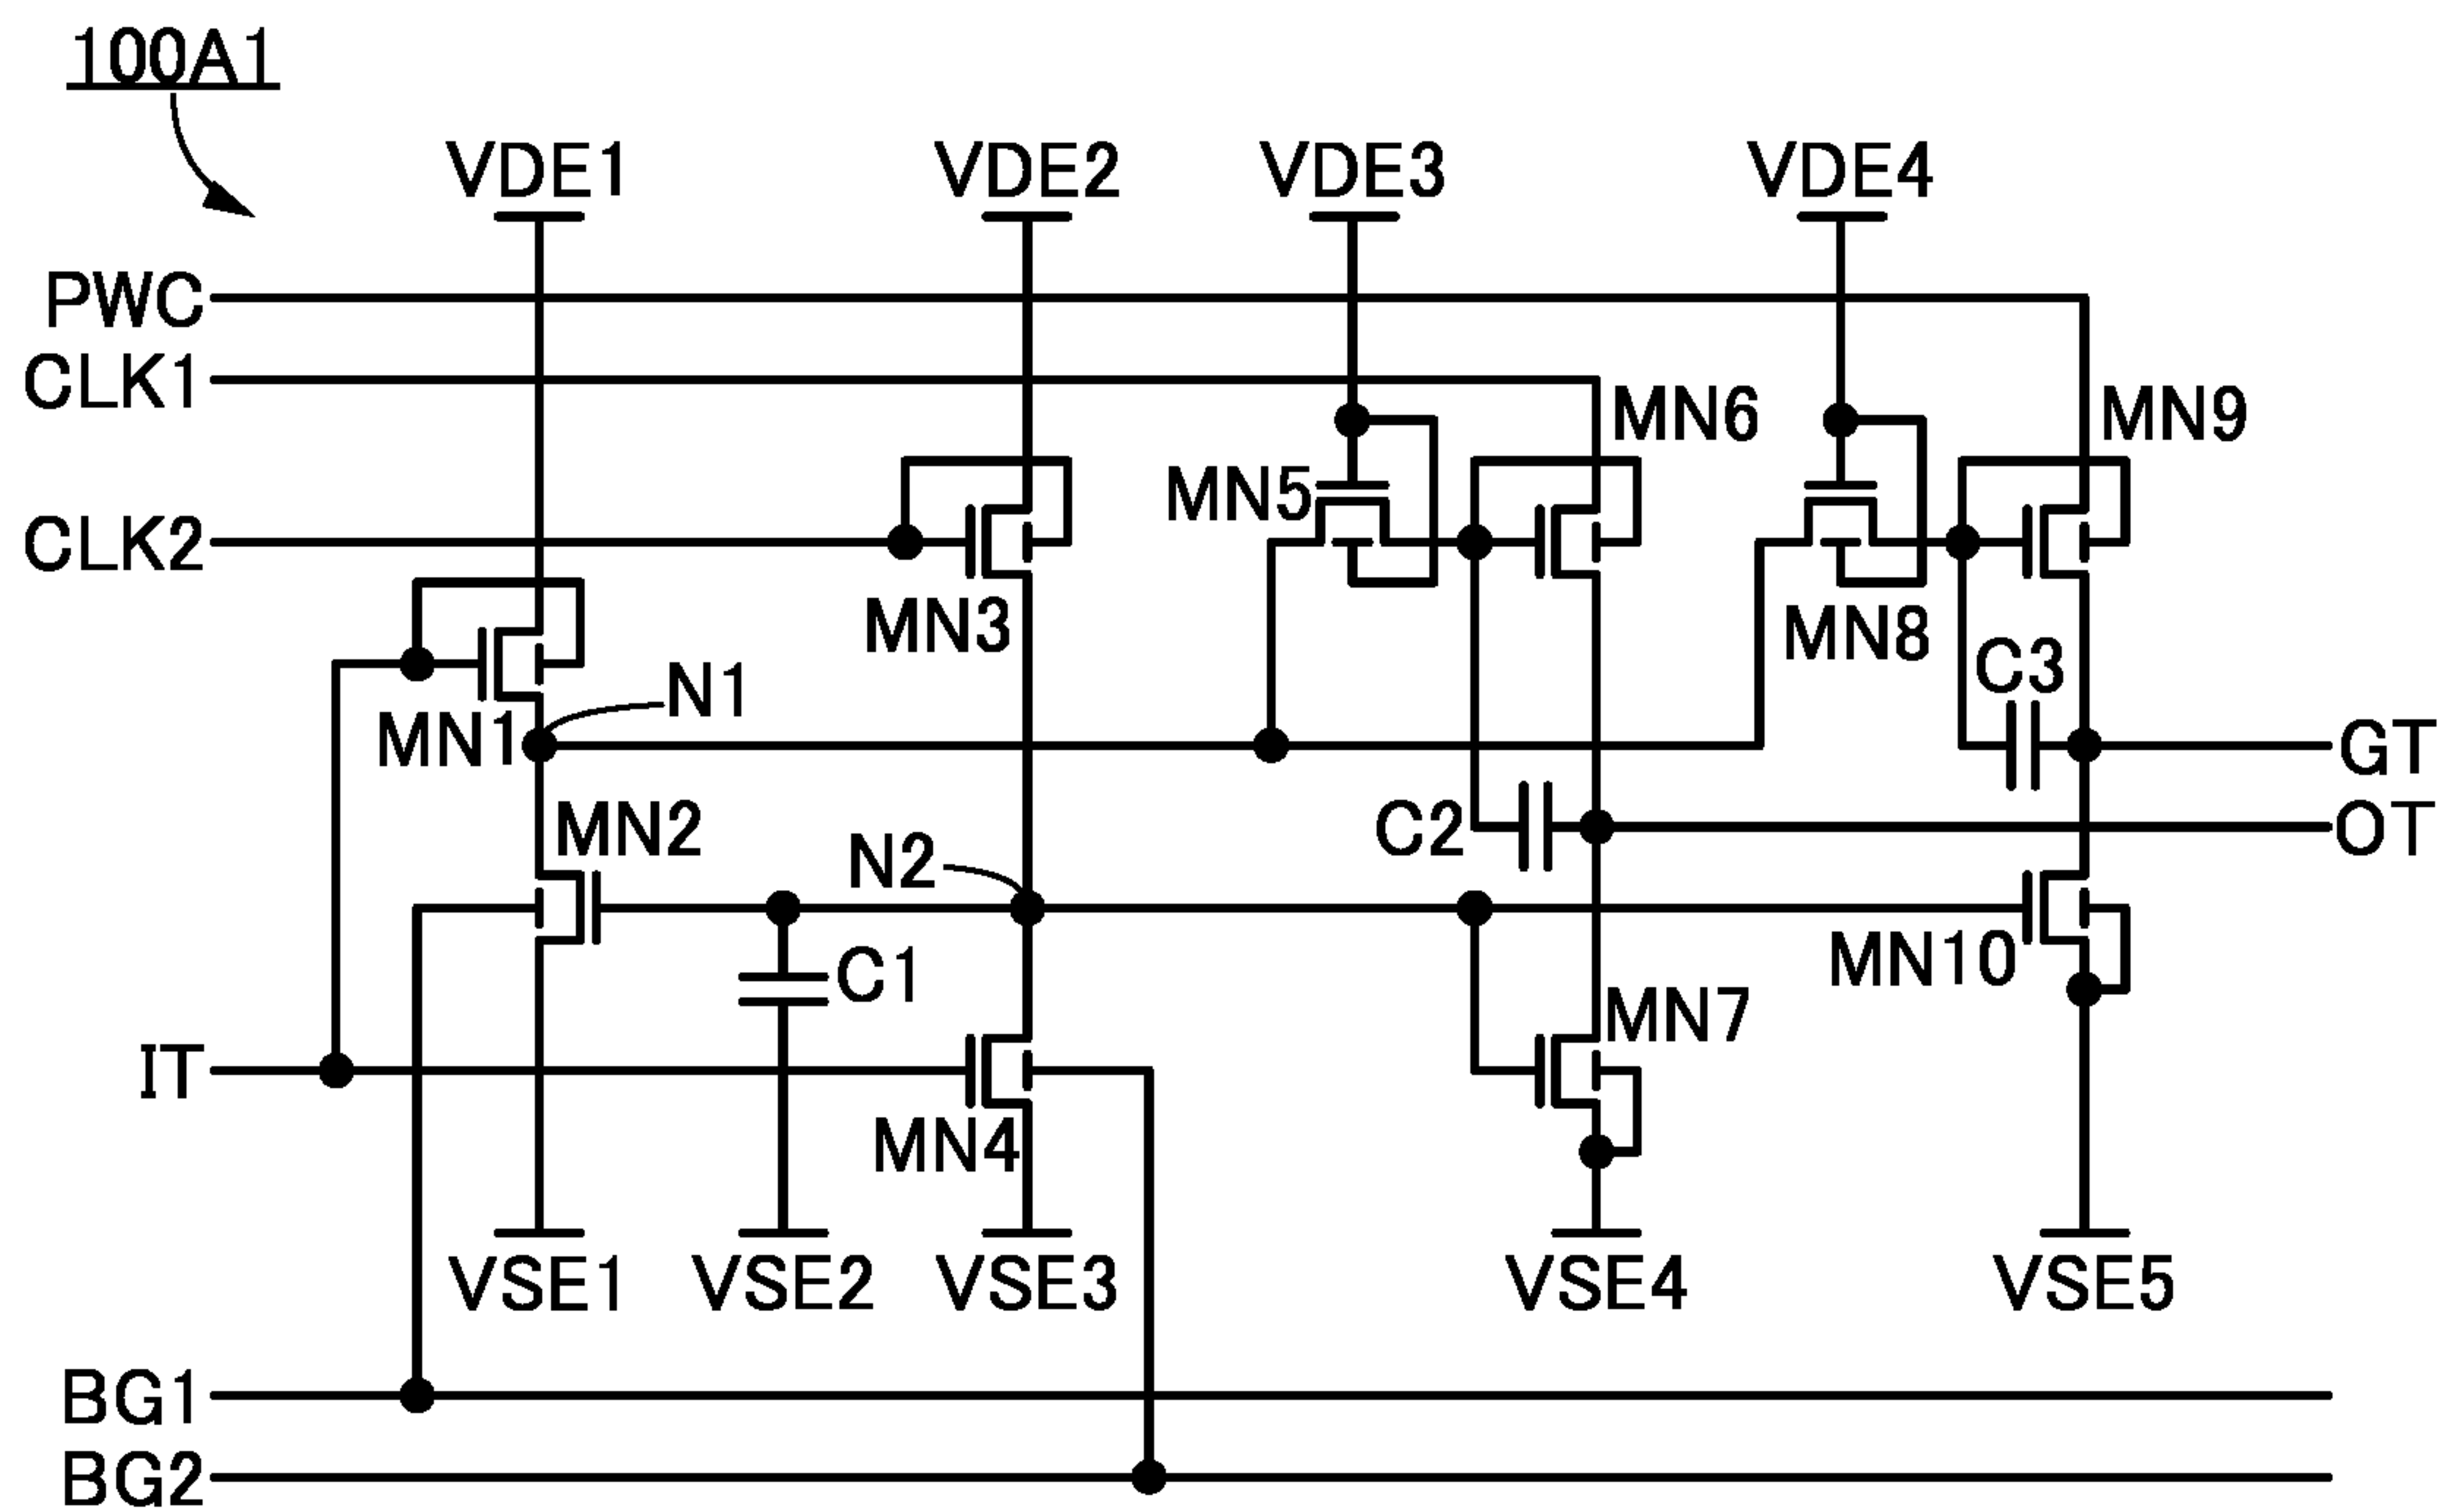 100A1
VDE1
VDE2
VDE3
VDE4
PWC
CLK1
MN6
MN9
MN5
CLK2
MN3
MN8
C3
N1
MN1
GT
MN2
C2
OT
N2
C1
MN10
MN7
IT
MN4
VSE1
VSE2
VSE3
VSE4
VSE5
BG1
BG2